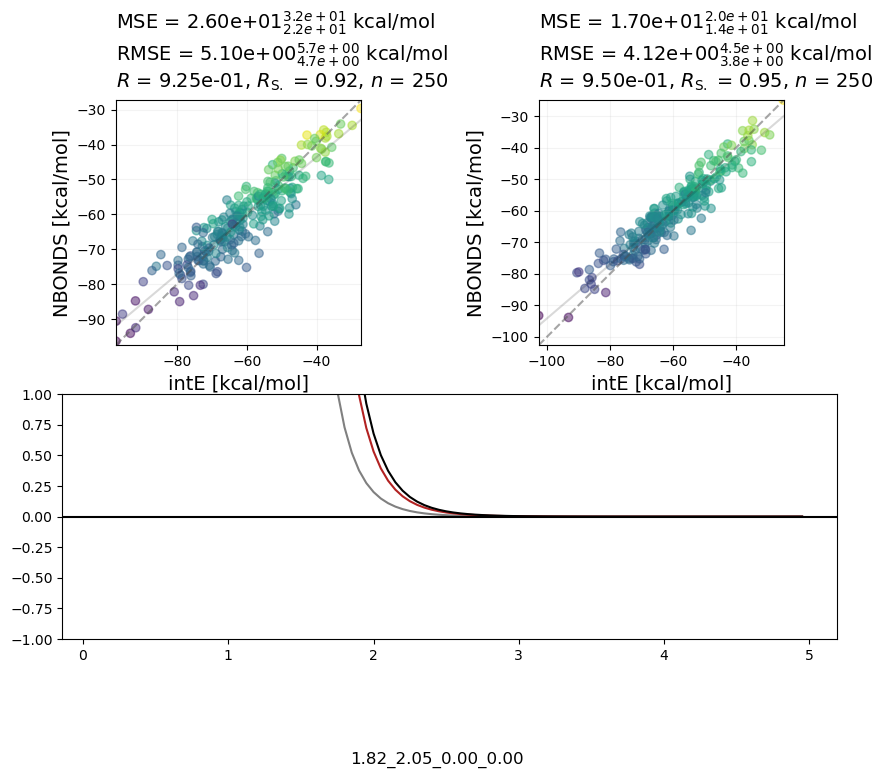 MSE = 2.60e+01 3.2e+01 2.2e+01 kcal/mol
RMSE = 5.10e+00 5.7e+00 4.7e+00 kcal/mol
R = 9.25e-01, R S. = 0.92, n = 250
−30
−40
−50
−60
−70
−80
−90
NBONDS [kcal/mol]
−80 −60 −40
intE [kcal/mol]
MSE = 1.70e+01 2.0e+01 1.4e+01 kcal/mol
RMSE = 4.12e+00 4.5e+00 3.8e+00 kcal/mol
R = 9.50e-01, R S. = 0.95, n = 250
−30
−40
−50
−60
−70
−80
−90
−100
NBONDS [kcal/mol]
−100 −80 −60 −40
intE [kcal/mol]
1.00
0.75
0.50
0.25
0.00
−0.25
−0.50
−0.75
−1.00
0 1 2 3 4 5
1.82_2.05_0.00_0.00